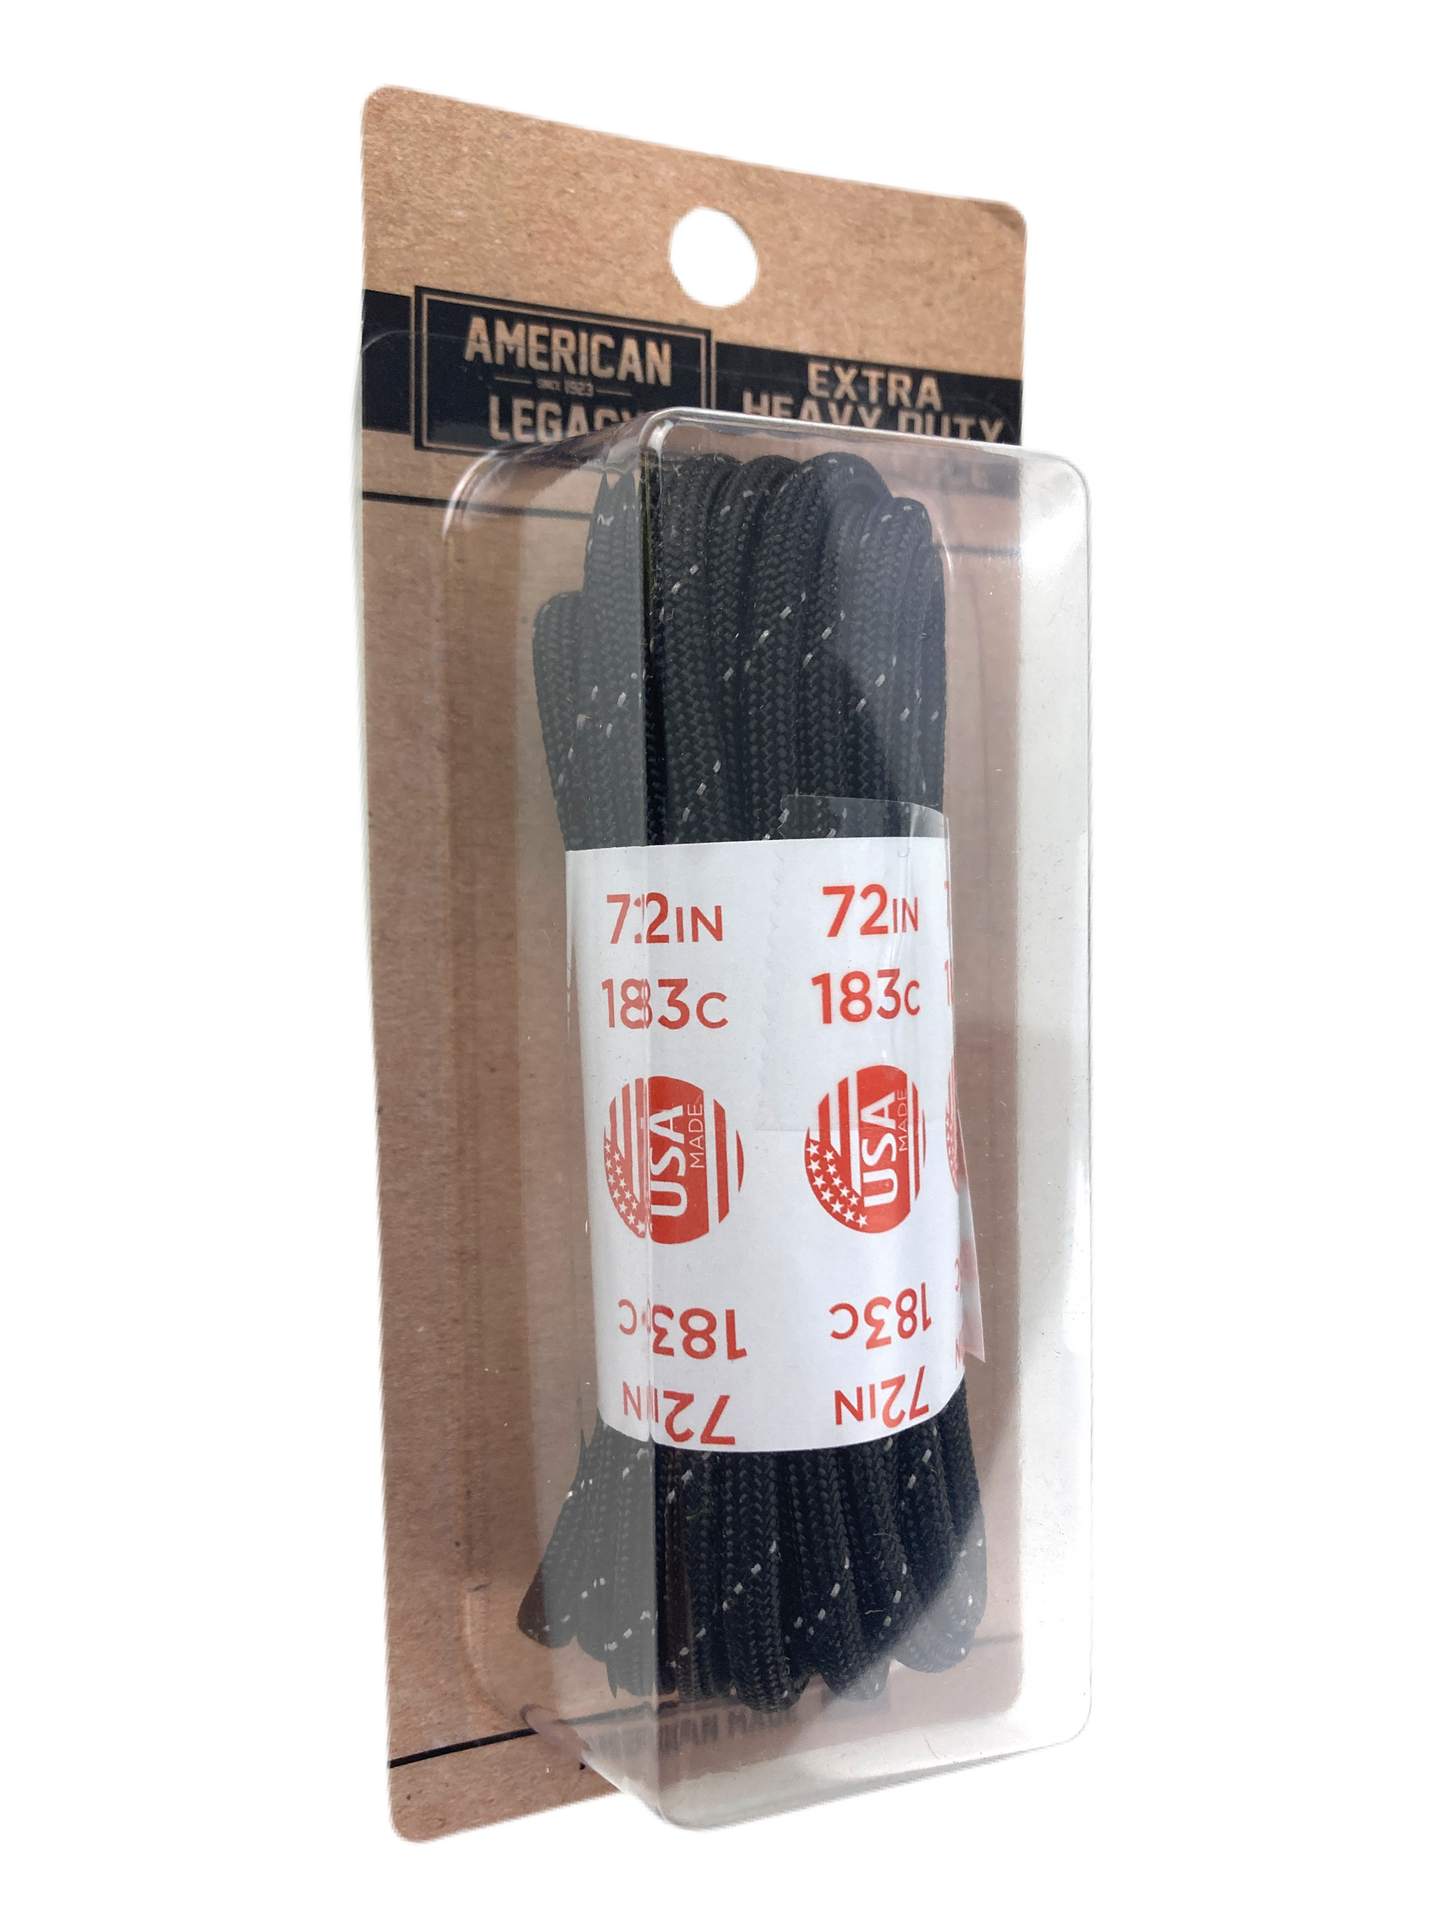 AMERICAN
SINCE 1923
LEGACY
EXTRA
HEAVY DUTY
72IN
183C
USA
MADE
183C
72IN
72IN
183C
USA
MADE
183C
72IN